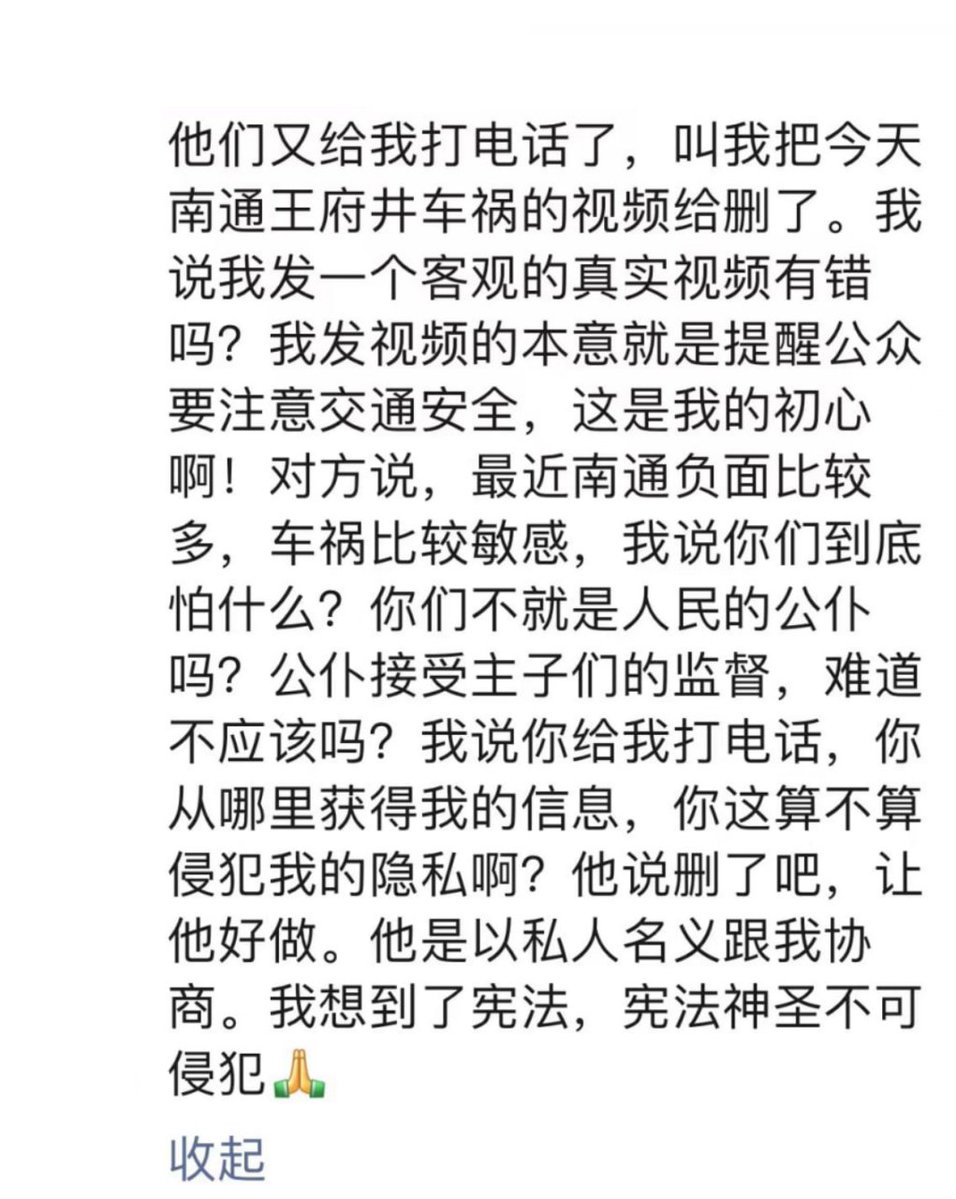 他们又给我打电话了，叫我把今天
南通王府井车祸的视频给删了。我
说我发一个客观的真实视频有错
吗？我发视频的本意就是提醒公众
要注意交通安全，这是我的初心
啊！对方说，最近南通负面比较
多，车祸比较敏感，我说你们到底
怕什么？你们不就是人民的公仆
吗？公仆接受主子们的监督，难道
不应该吗？我说你给我打电话，你
从哪里获得我的信息，你这算不算
侵犯我的隐私啊？他说删了吧，让
他好做。他是以私人名义跟我协
商。我想到了宪法，宪法神圣不可
侵犯🙏
收起